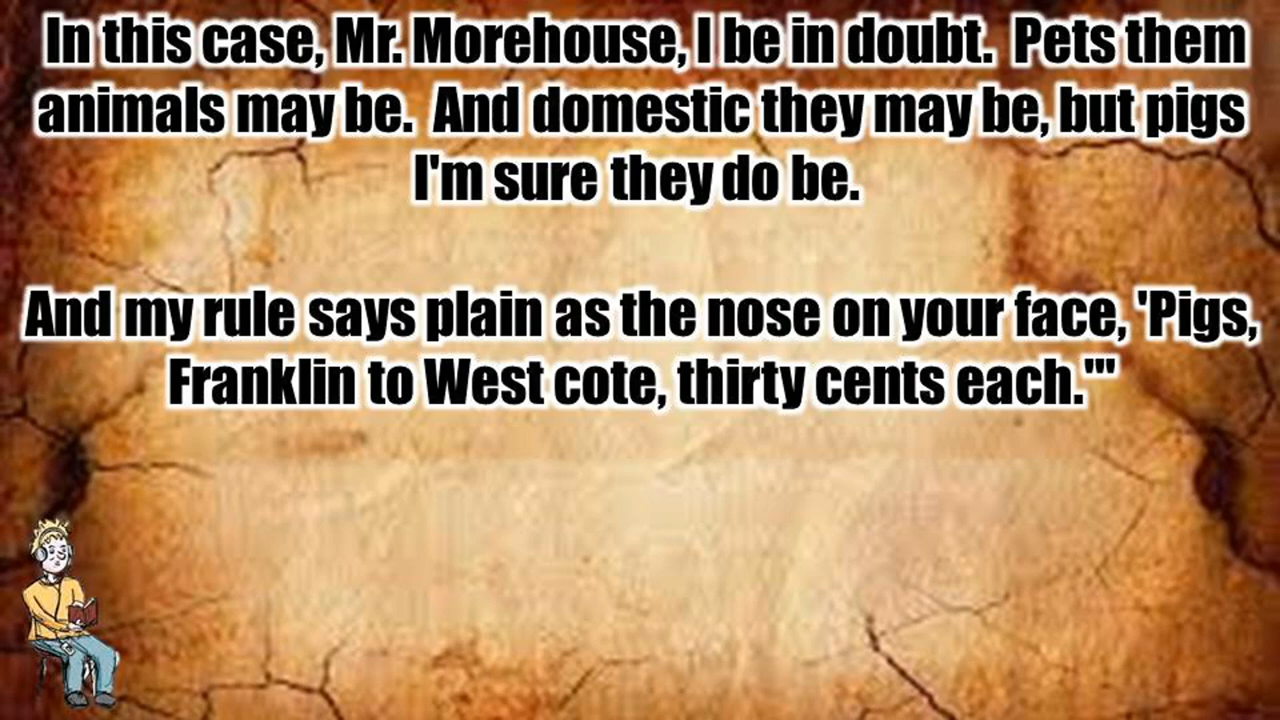 In this case, Mr. Morehouse, I be in doubt.  Pets them
animals may be.  And domestic they may be, but pigs
I'm sure they do be.
And my rule says plain as the nose on your face, 'Pigs,
Franklin to West cote, thirty cents each.'"